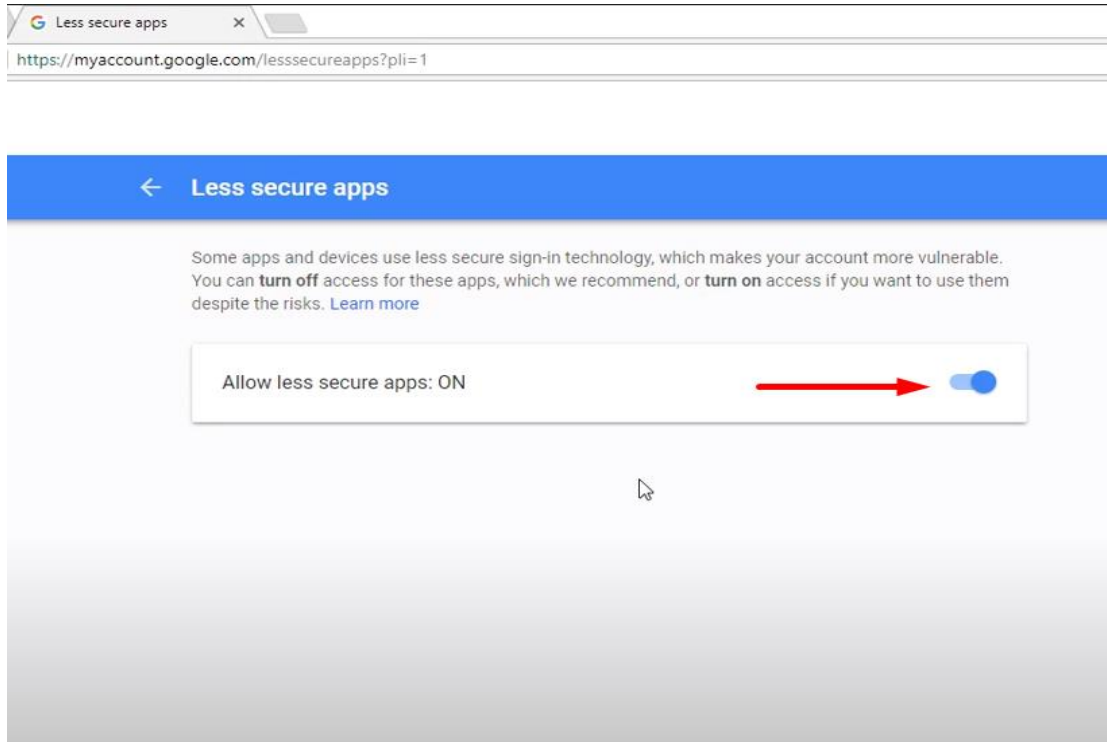 Less secure apps
https://myaccount.google.com/lesssecureapps?pli=1
Less secure apps
Some apps and devices use less secure sign-in technology, which makes your account more vulnerable.
You can turn off access for these apps, which we recommend, or turn on access if you want to use them
despite the risks. Learn more
Allow less secure apps: ON